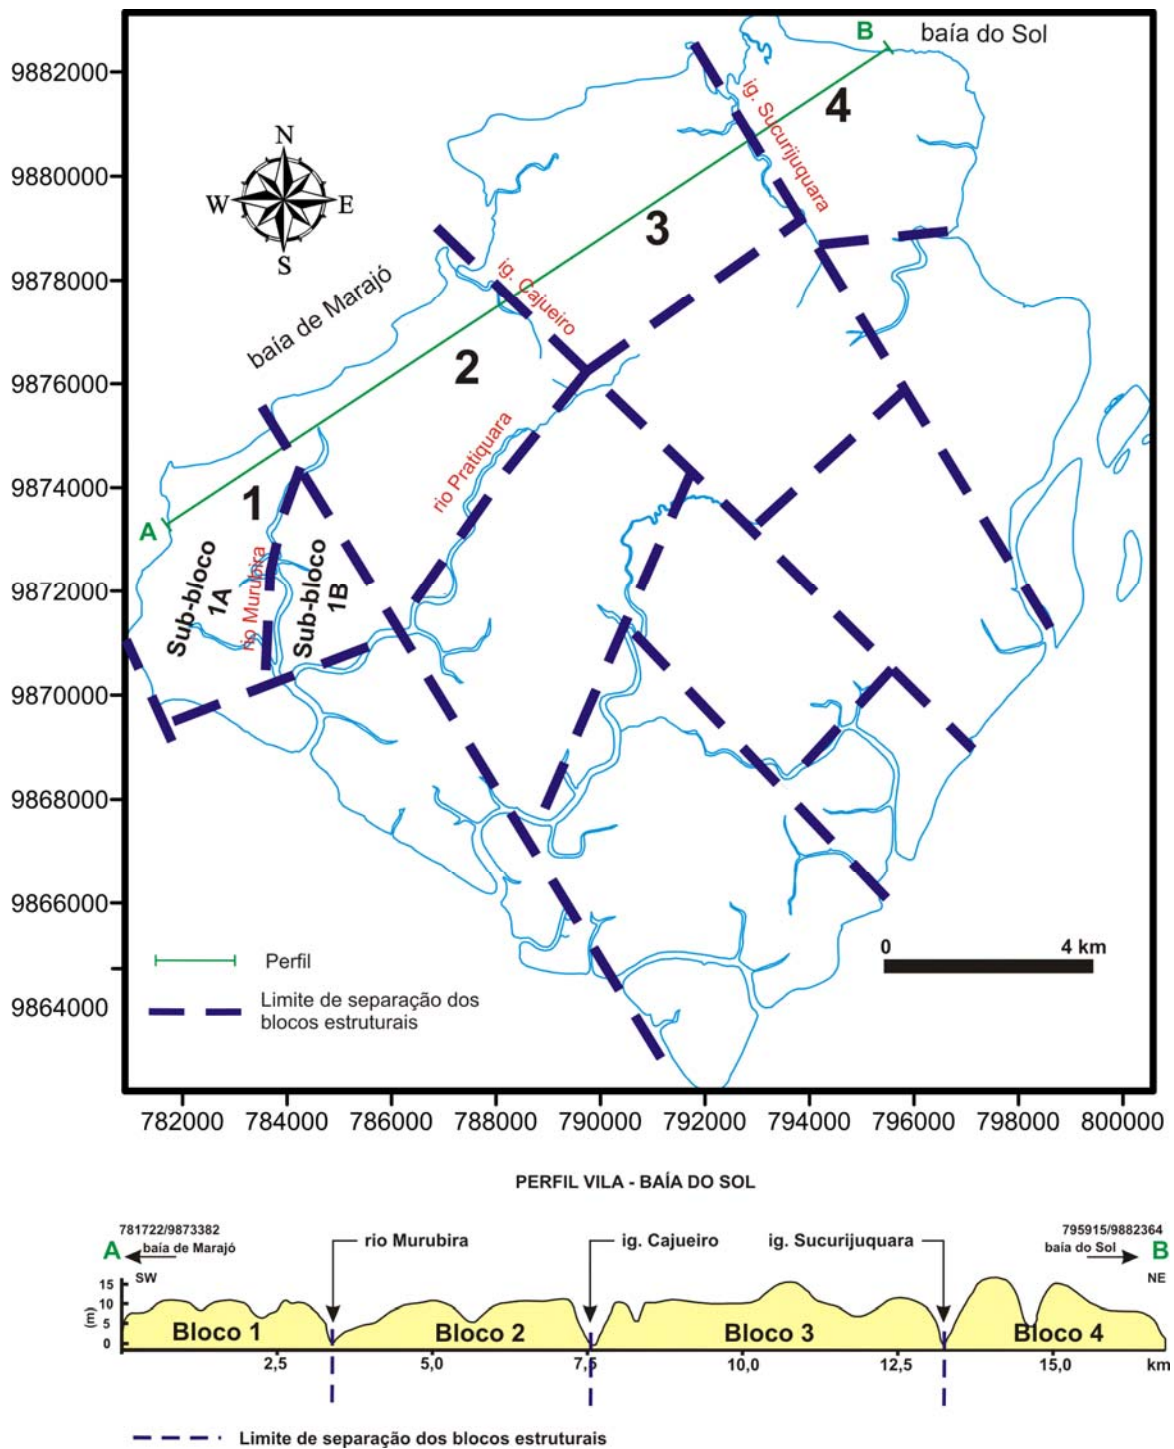 baía do Sol
B
9882000
4
ig. Sucurijuquara
N
W
E
S
9880000
3
9878000
baía de Marajó
ig. Cajueiro
2
9876000
rio Pratiquara
9874000
1
A
Sub-bloco
1A
rio Murubira
Sub-bloco
1B
9872000
9870000
9868000
9866000
0 4 km
Perfil
9864000
Limite de separação dos
blocos estruturais
782000 784000 786000 788000 790000 792000 794000 796000 798000 800000
PERFIL VILA - BAÍA DO SOL
781722/9873382
795915/9882364
A
baía de Marajó
rio Murubira
ig. Cajueiro
ig. Sucurijuquara
baía do Sol
B
SW
NE
15
10
5
0
(m)
Bloco 1
Bloco 2
Bloco 3
Bloco 4
2,5 5,0 7,5 10,0 12,5 15,0 km
Limite de separação dos blocos estruturais